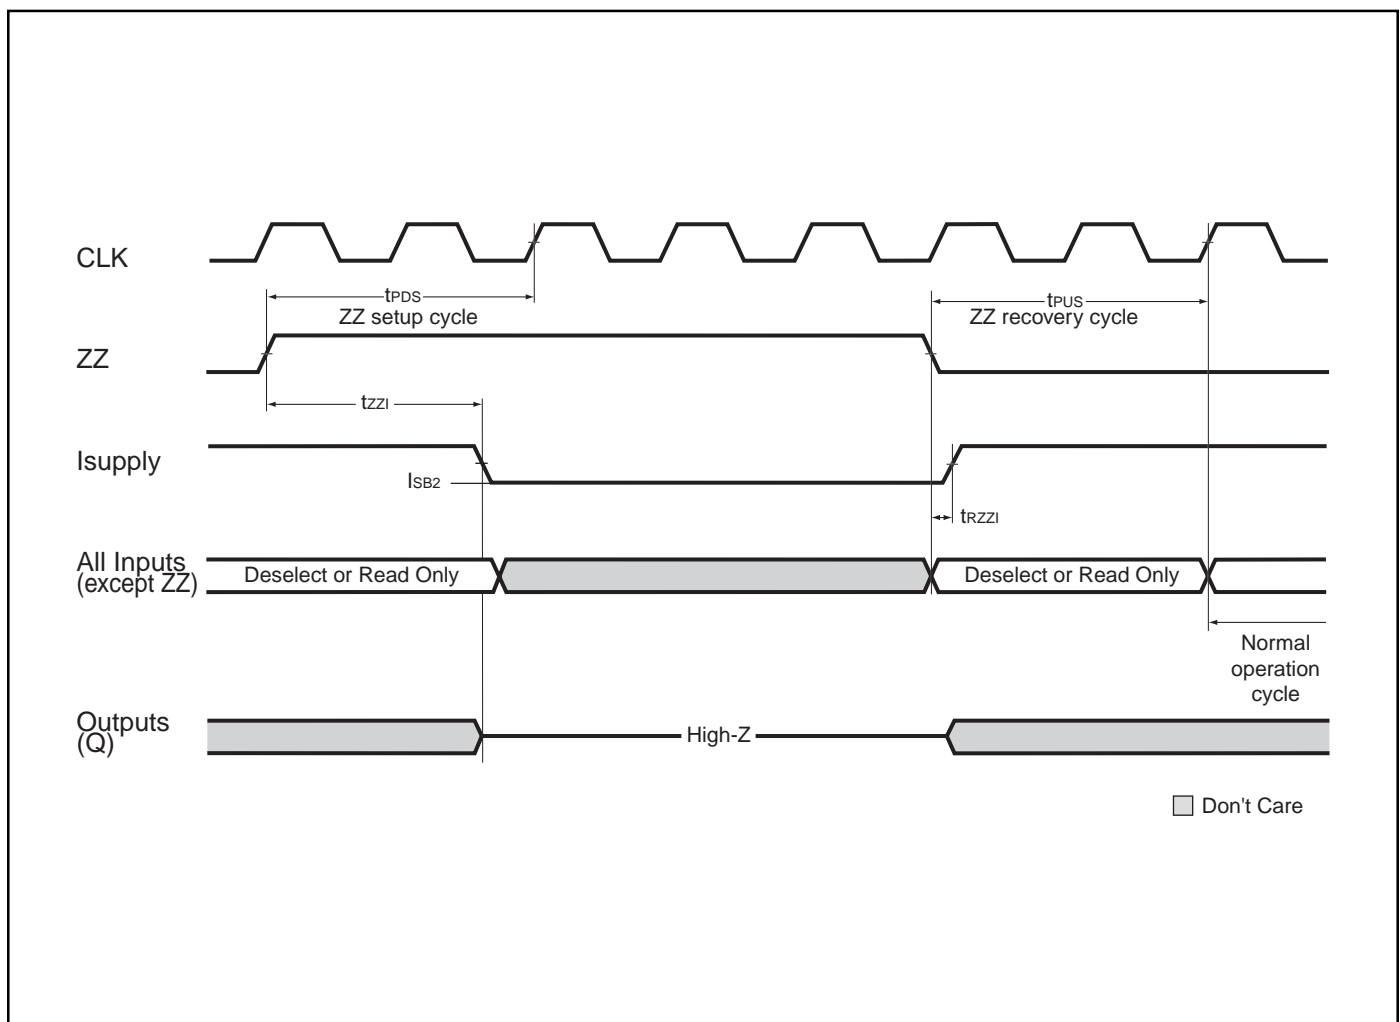 CLK
tPDS
ZZ setup cycle
tPUS
ZZ recovery cycle
ZZ
tZZI
Isupply
ISB2
tRZZI
All Inputs
(except ZZ)
Deselect or Read Only
Deselect or Read Only
Normal
operation
cycle
Outputs
(Q)
High-Z
Don't Care